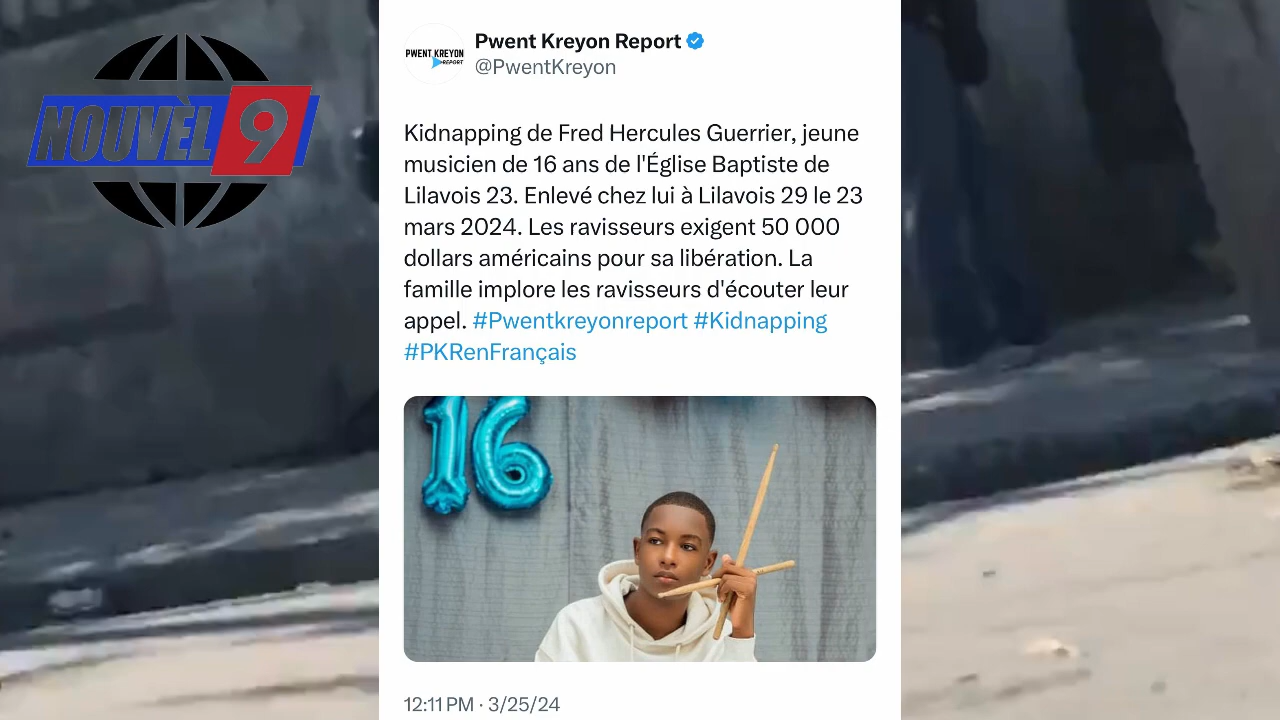 NOUVÈL 9
PWENT KREYON
REPORT
Pwent Kreyon Report
@PwentKreyon
Kidnapping de Fred Hercules Guerrier, jeune
musicien de 16 ans de l'Église Baptiste de
Lilavois 23. Enlevé chez lui à Lilavois 29 le 23
mars 2024. Les ravisseurs exigent 50 000
dollars américains pour sa libération. La
famille implore les ravisseurs d'écouter leur
appel. #Pwentkreyonreport #Kidnapping
#PKRenFrançais
16
12:11 PM · 3/25/24